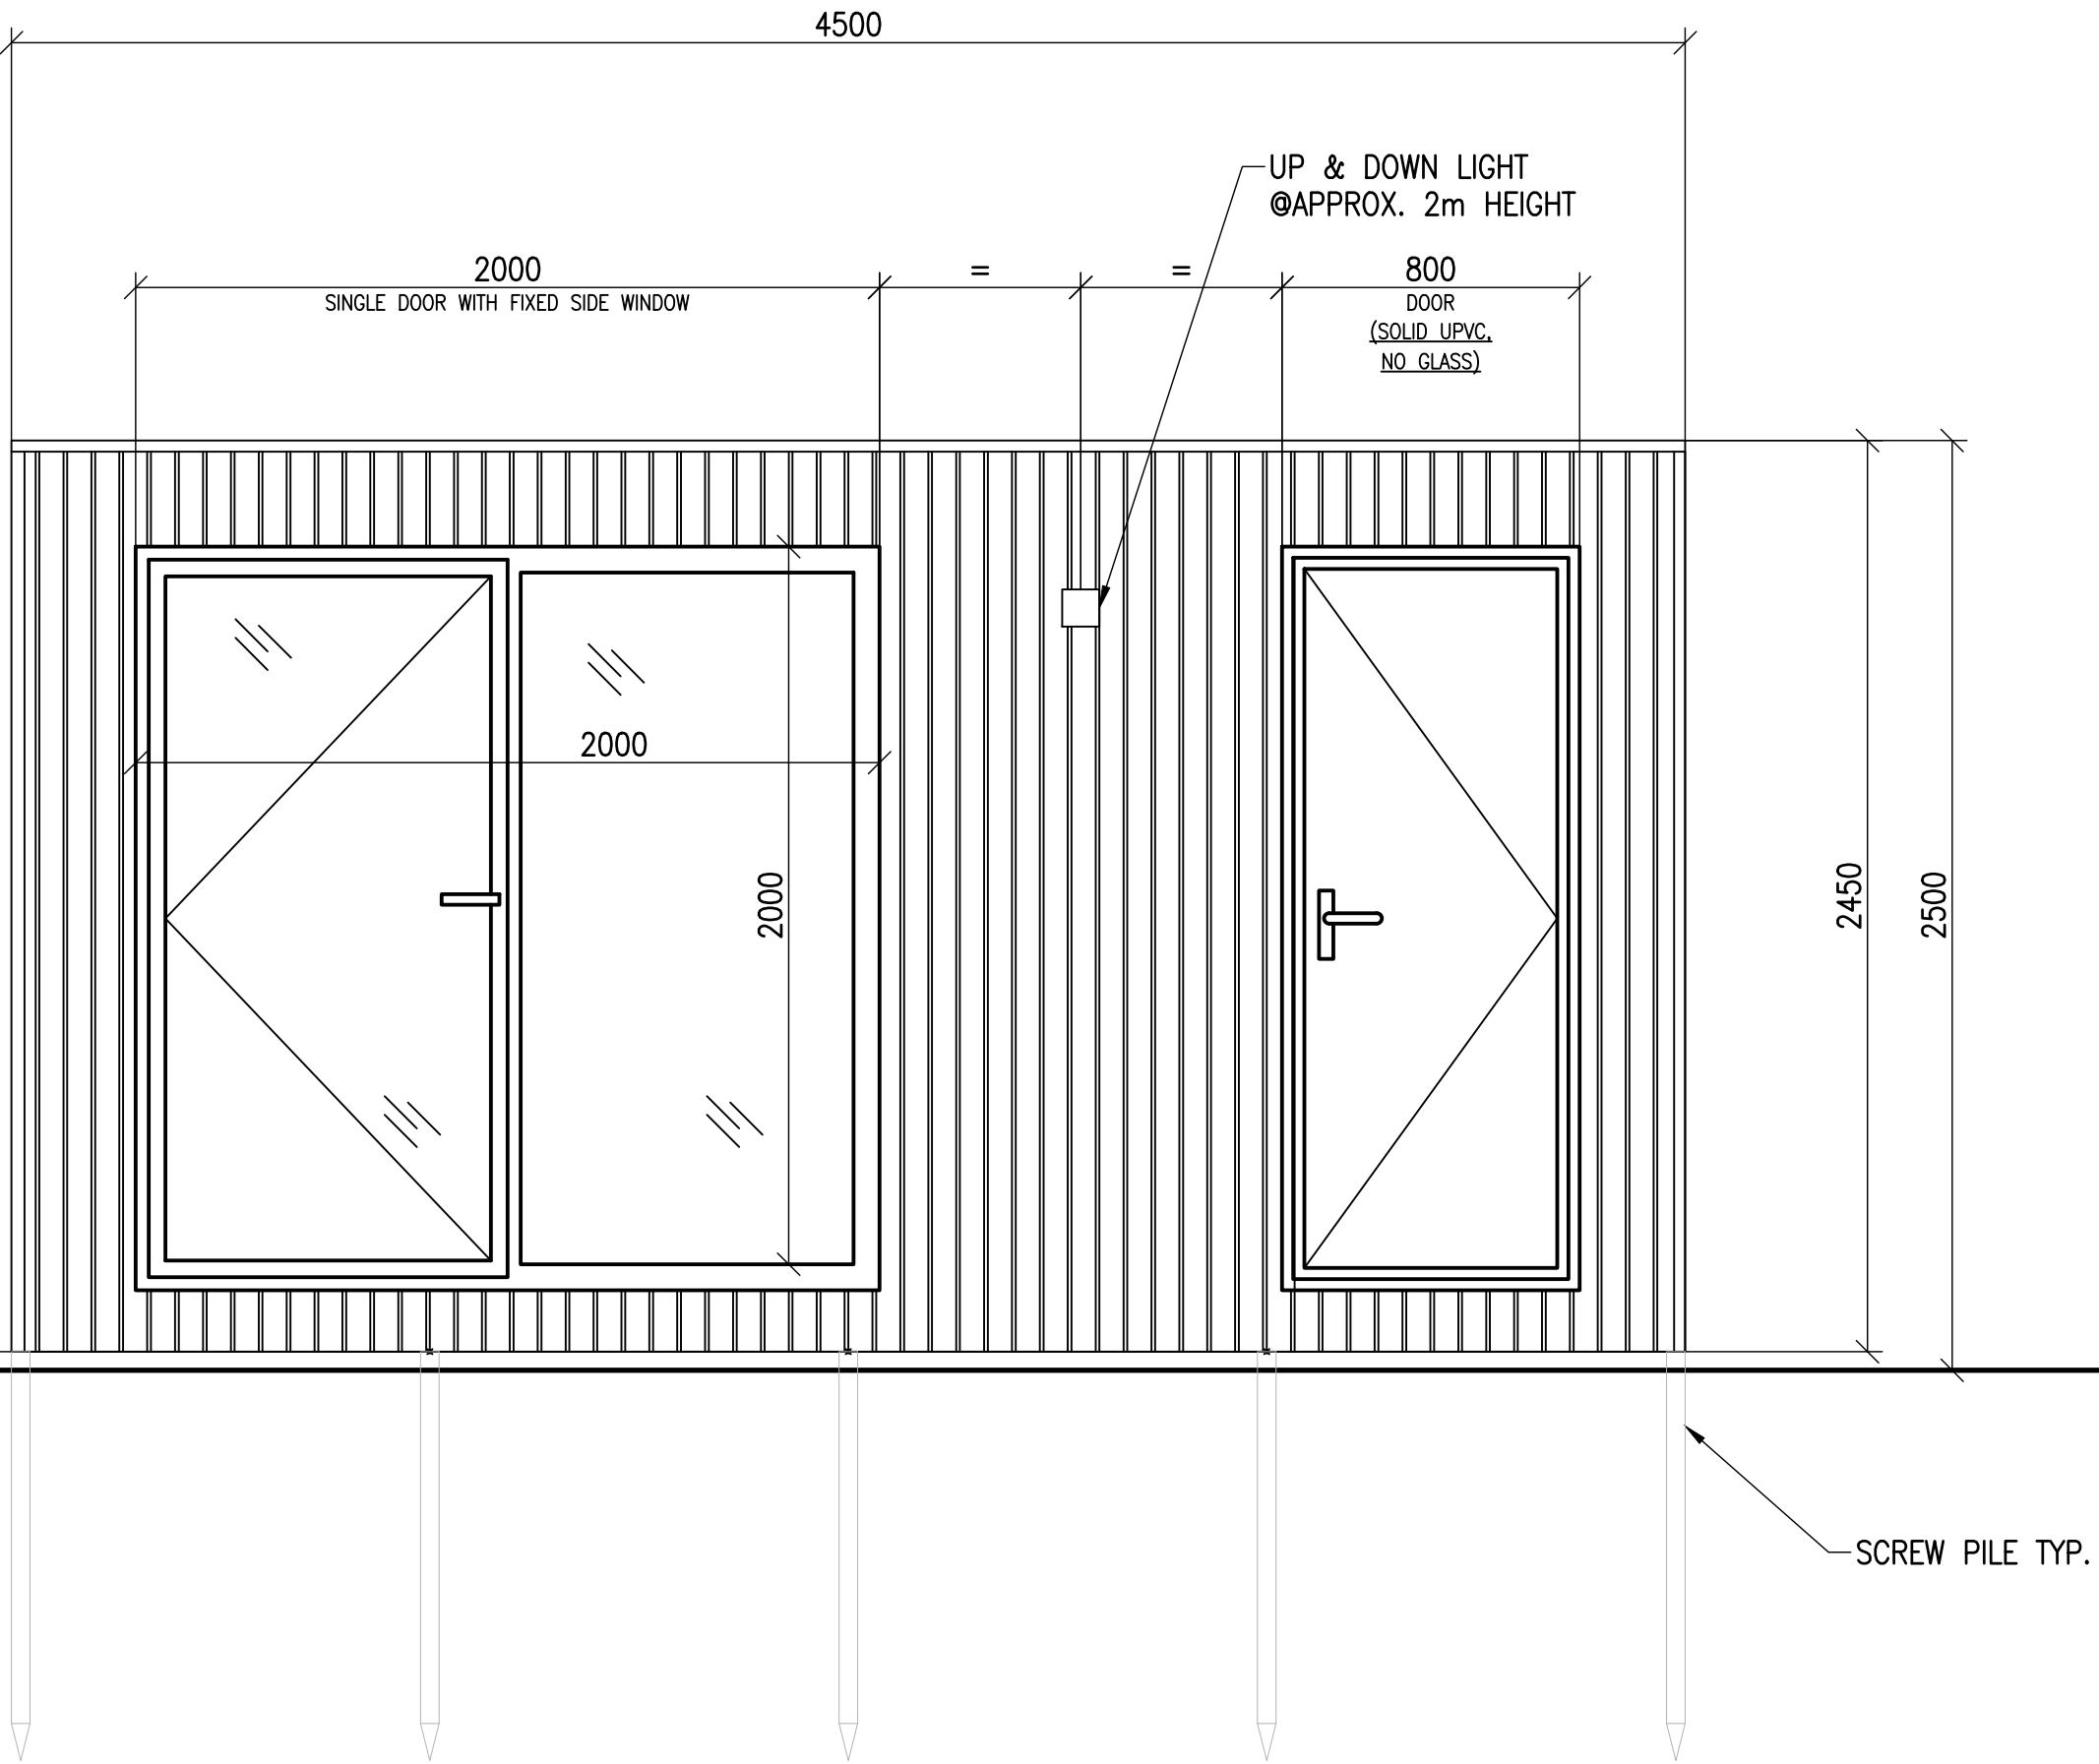 4500
UP & DOWN LIGHT
@APPROX. 2m HEIGHT
2000
SINGLE DOOR WITH FIXED SIDE WINDOW
=
=
800
DOOR
(SOLID UPVC,
NO GLASS)
2000
2000
2450
2500
SCREW PILE TYP.